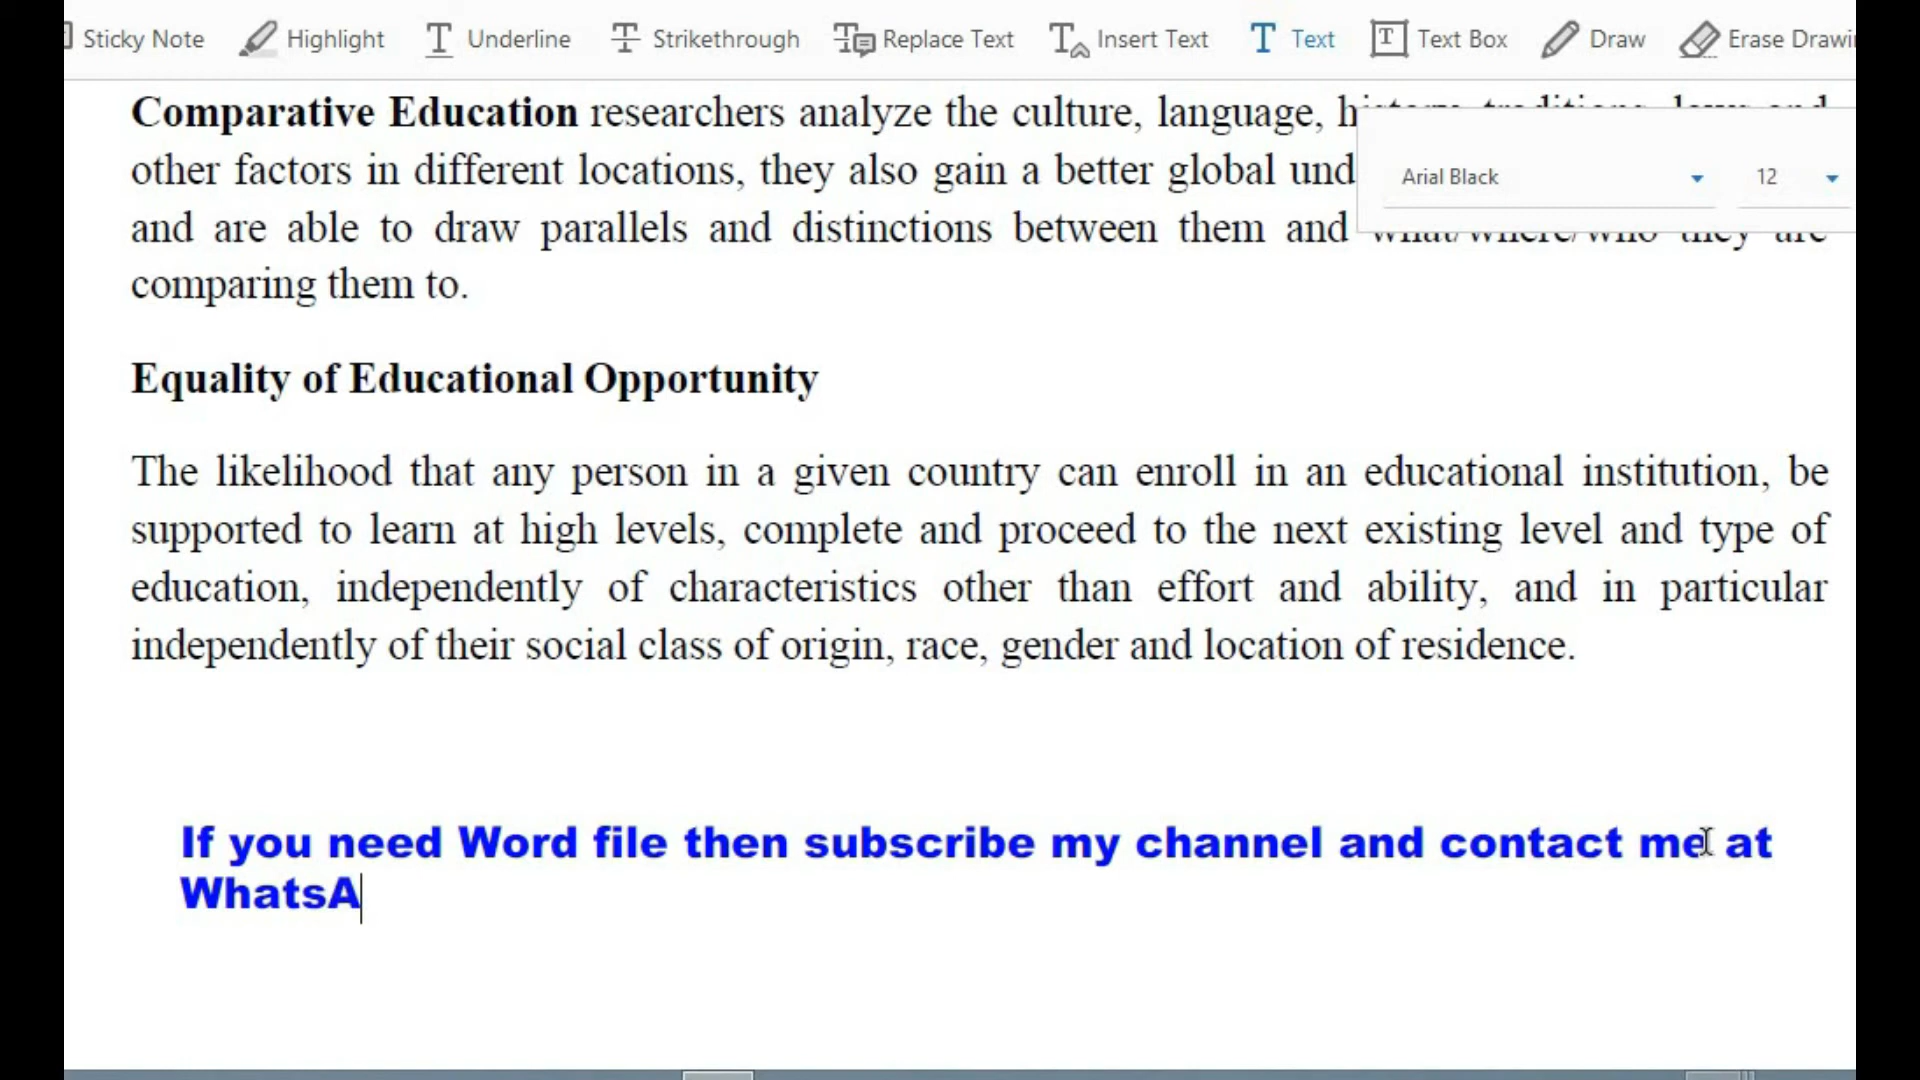 Sticky Note Highlight Underline Strikethrough Replace Text Insert Text Text Text Box Draw Erase
Comparative Education researchers analyze the culture, language,
Arial Black 12
other factors in different locations, they also gain a better global
and are able to draw parallels and distinctions between them and what/where/who they are
comparing them to.
Equality of Educational Opportunity
The likelihood that any person in a given country can enroll in an educational institution, be
supported to learn at high levels, complete and proceed to the next existing level and type of
education, independently of characteristics other than effort and ability, and in particular
independently of their social class of origin, race, gender and location of residence.
If you need Word file then subscribe my channel and contact me at
WhatsA